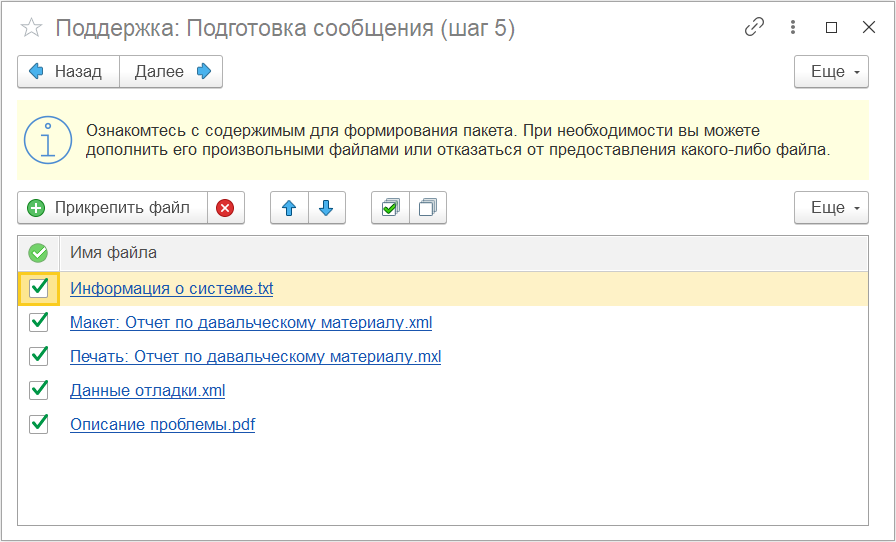 Поддержка: Подготовка сообщения (шаг 5)
Назад
Далее
Еще
Ознакомтесь с содержимым для формирования пакета. При необходимости вы можете
дополнить его произвольными файлами или отказаться от предоставления какого-либо файла.
Прикрепить файл
Еще
Имя файла
Информация о системе.txt
Макет: Отчет по давальческому материалу.xml
Печать: Отчет по давальческому материалу.mxl
Данные отладки.xml
Описание проблемы.pdf